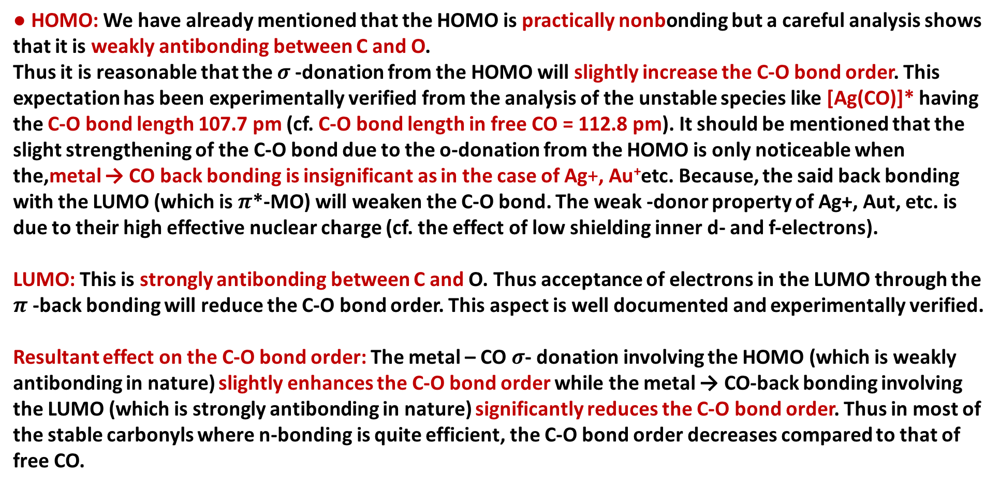 ● HOMO: We have already mentioned that the HOMO is practically nonbonding but a careful analysis shows
that it is weakly antibonding between C and O.
Thus it is reasonable that the σ -donation from the HOMO will slightly increase the C-O bond order. This
expectation has been experimentally verified from the analysis of the unstable species like [Ag(CO)]* having
the C-O bond length 107.7 pm (cf. C-O bond length in free CO = 112.8 pm). It should be mentioned that the
slight strengthening of the C-O bond due to the o-donation from the HOMO is only noticeable when
the,metal → CO back bonding is insignificant as in the case of Ag+, Au⁺etc. Because, the said back bonding
with the LUMO (which is π*-MO) will weaken the C-O bond. The weak -donor property of Ag+, Aut, etc. is
due to their high effective nuclear charge (cf. the effect of low shielding inner d- and f-electrons).
LUMO: This is strongly antibonding between C and O. Thus acceptance of electrons in the LUMO through the
π -back bonding will reduce the C-O bond order. This aspect is well documented and experimentally verified.
Resultant effect on the C-O bond order: The metal – CO σ- donation involving the HOMO (which is weakly
antibonding in nature) slightly enhances the C-O bond order while the metal → CO-back bonding involving
the LUMO (which is strongly antibonding in nature) significantly reduces the C-O bond order. Thus in most of
the stable carbonyls where n-bonding is quite efficient, the C-O bond order decreases compared to that of
free CO.